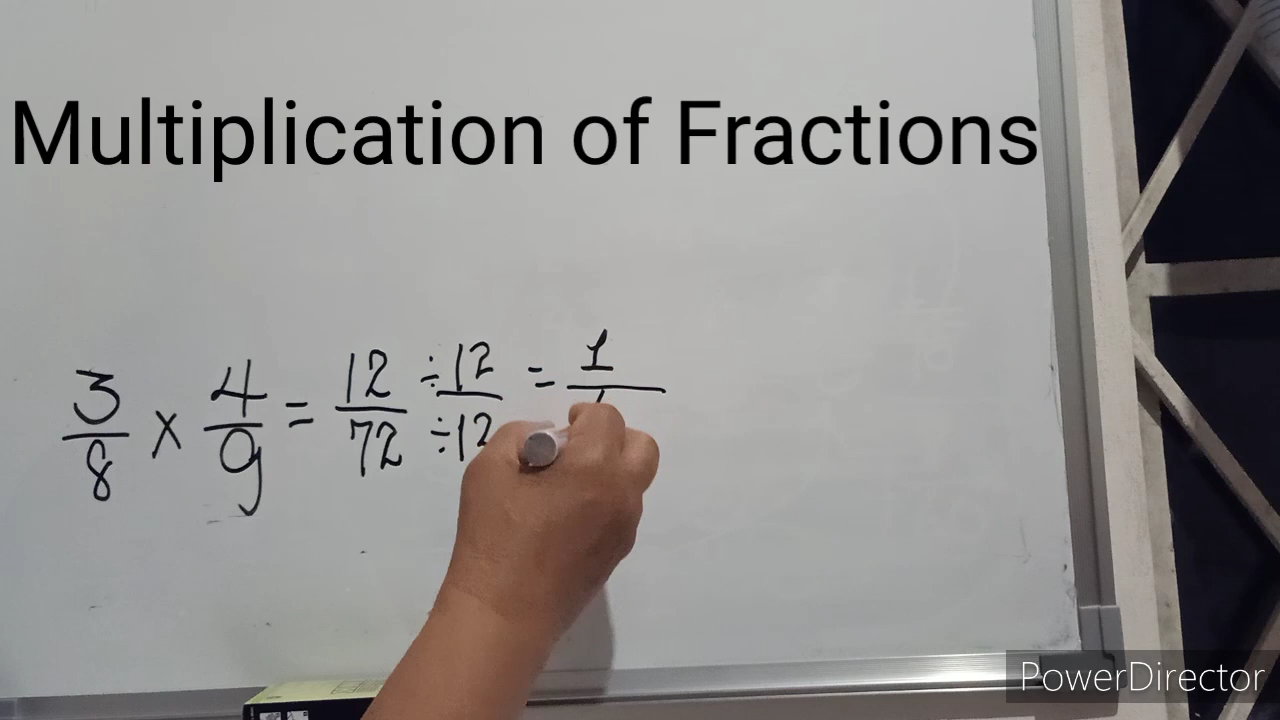 Multiplication of Fractions
3/8 x 4/9 = 12/72 ÷12/÷12 = 1/
PowerDirector